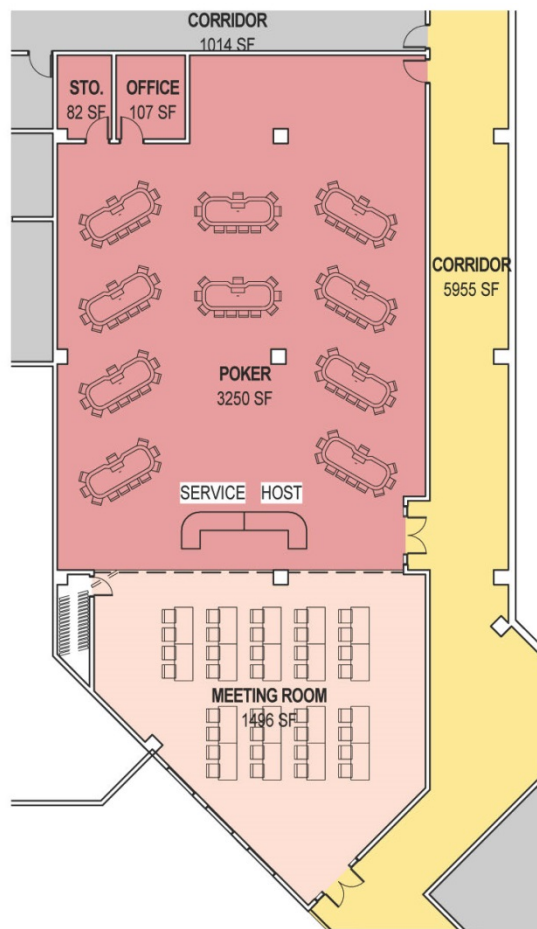 CORRIDOR
1014 SF
STO.
82 SF
OFFICE
107 SF
CORRIDOR
5955 SF
POKER
3250 SF
SERVICE HOST
MEETING ROOM
1496 SF